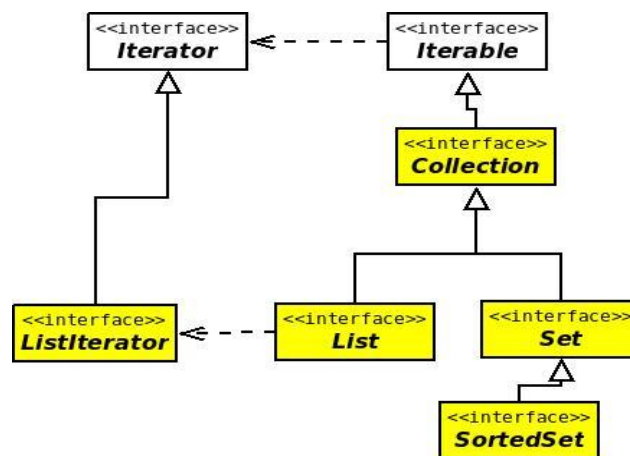 <<interface>>
Iterator
<<interface>>
Iterable
<<interface>>
Collection
<<interface>>
ListIterator
<<interface>>
List
<<interface>>
Set
<<interface>>
SortedSet